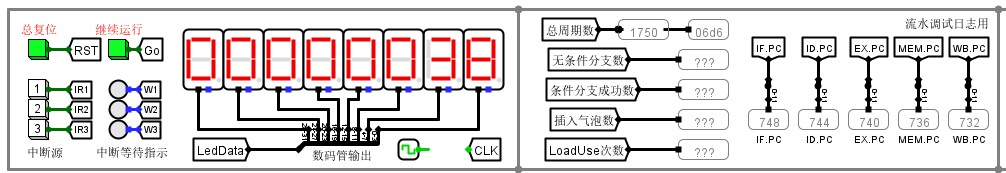 总复位 继续运行
RST Go
1 IR1 W1
2 IR2 W2
3 IR3 W3
中断源 中断等待指示
00000038
LedData 数码管输出 CLK
总周期数 1750 06d6
无条件分支数 ???
条件分支成功数 ???
插入气泡数 ???
LoadUse次数 ???
流水调试日志用
IF.PC ID.PC EX.PC MEM.PC WB.PC
748 744 740 736 732
IF.PC ID.PC EX.PC MEM.PC WB.PC